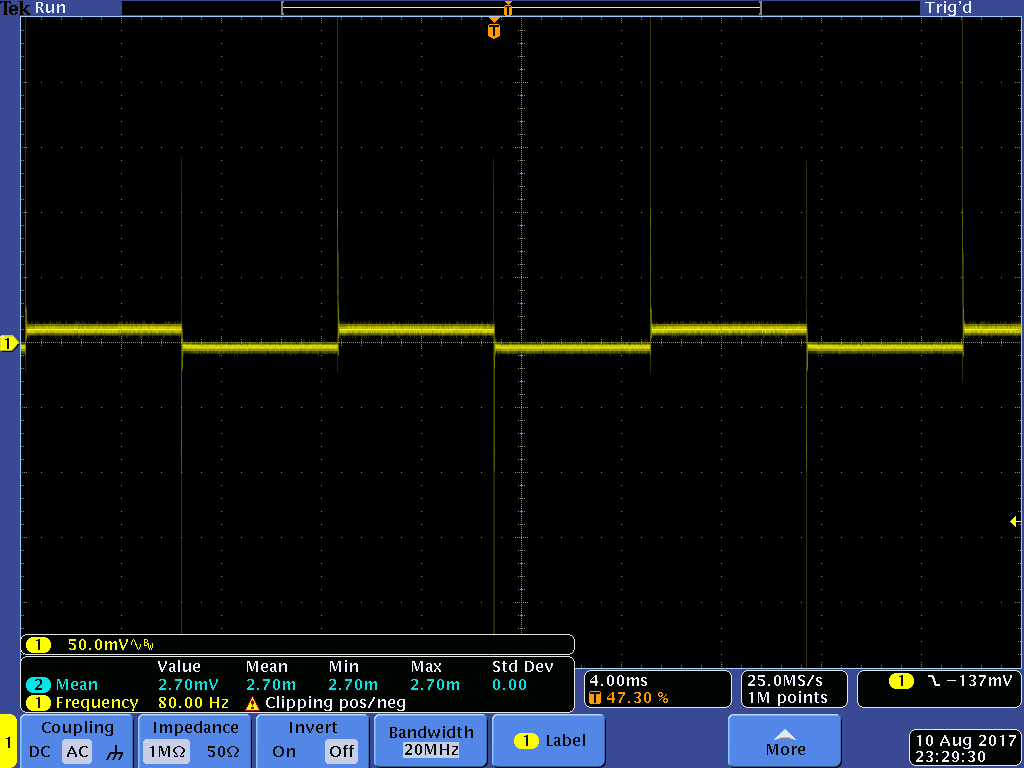 Tek Run
T
Trig'd
T
1
1 50.0mV∿BW
Value Mean Min Max Std Dev
2 Mean 2.70mV 2.70m 2.70m 2.70m 0.00
1 Frequency 80.00 Hz Clipping pos/neg
4.00ms
T 47.30 %
25.0MS/s
1M points
1 −137mV
1
Coupling
DC AC
Impedance
1MΩ 50Ω
Invert
On Off
Bandwidth
20MHz
1 Label
More
10 Aug 2017
23:29:30